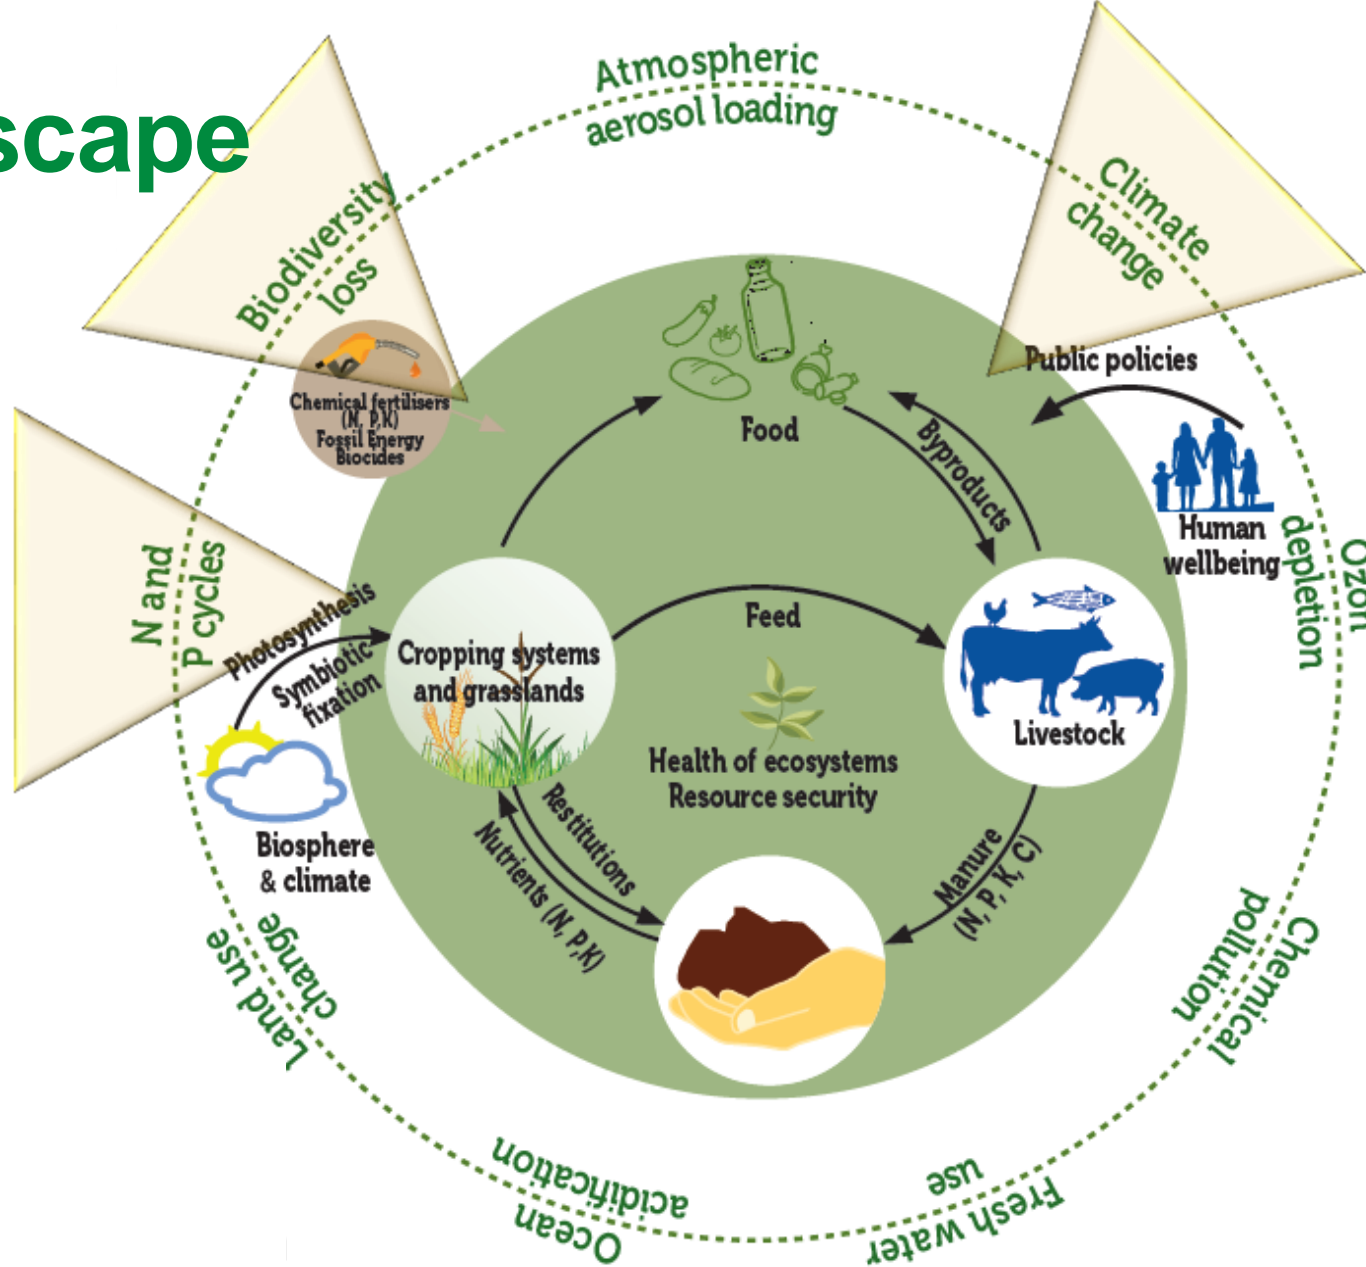 scape
Atmospheric
aerosol loading
Biodiversity
loss
Climate
change
Chemical fertilisers
(N, P,K)
Fossil Energy
Biocides
Food
Byproducts
Public policies
Human
wellbeing
Ozon
depletion
N and
P cycles
Photosynthesis
Symbiotic
fixation
Cropping systems
and grasslands
Feed
Livestock
Health of ecosystems
Resource security
Biosphere
& climate
Restitutions
Nutrients (N, P,K)
Manure
(N, P, K, C)
Land use
change
Chemical
pollution
Ocean
acidification
Fresh water
use